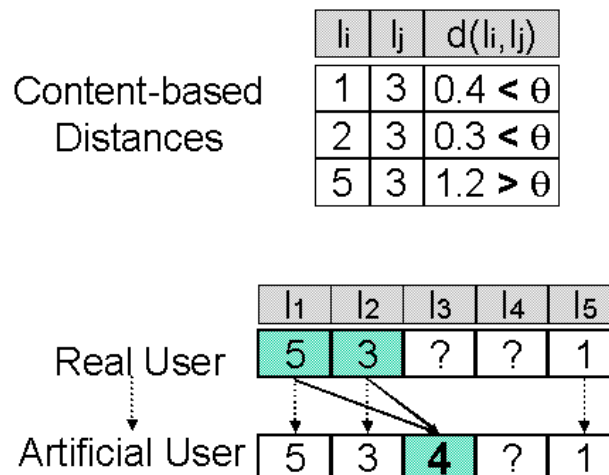 Ii Ij d(Ii,Ij)
Content-based Distances
1 3 0.4 < θ
2 3 0.3 < θ
5 3 1.2 > θ
I1 I2 I3 I4 I5
Real User 5 3 ? ? 1
Artificial User 5 3 4 ? 1